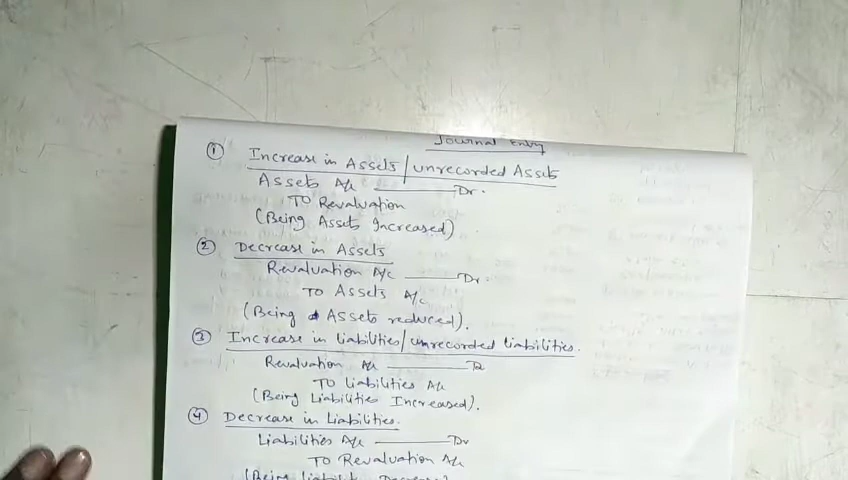 Journal Entry
① Increase in Assets/unrecorded Assets
Assets A/c ——— Dr.
To Revaluation
(Being Assets Increased)
② Decrease in Assets
Revaluation A/c ——— Dr.
To Assets A/c
(Being Assets reduced).
③ Increase in liabilities/unrecorded liabilities.
Revaluation A/c ——— Dr
To liabilities A/c
(Being Liabilities Increased).
④ Decrease in Liabilities.
Liabilities A/c ——— Dr
To Revaluation A/c
(Being